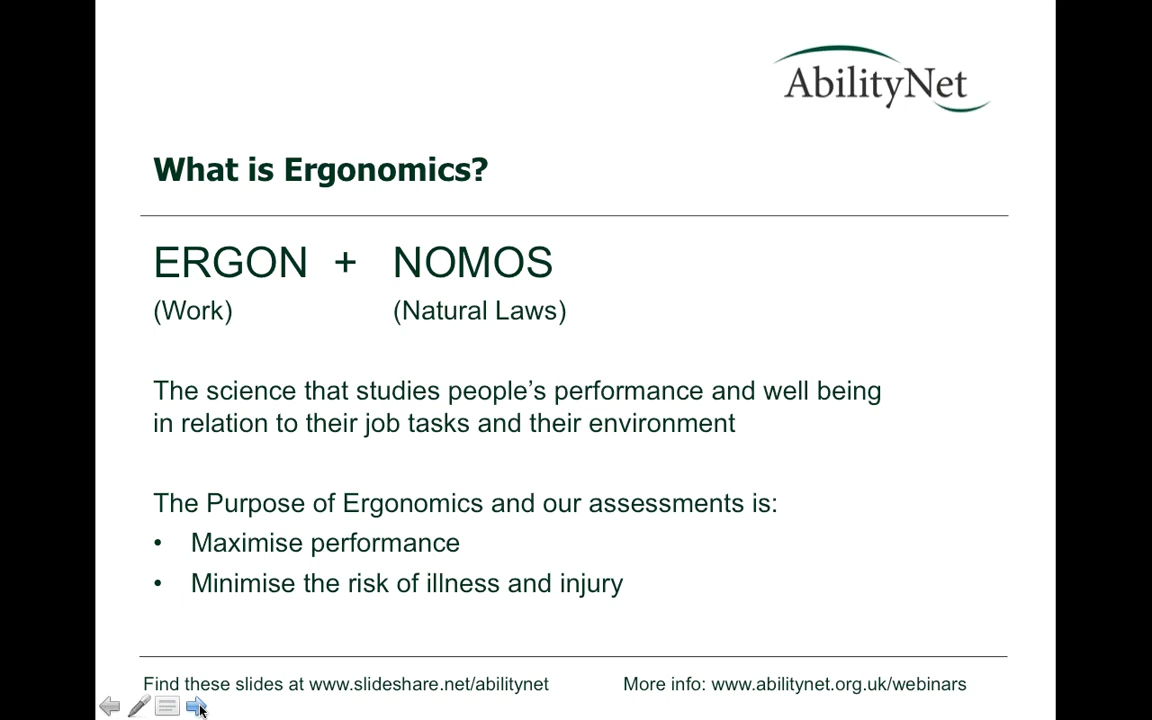 AbilityNet
What is Ergonomics?
ERGON + NOMOS
(Work) (Natural Laws)
The science that studies people’s performance and well being
in relation to their job tasks and their environment
The Purpose of Ergonomics and our assessments is:
• Maximise performance
• Minimise the risk of illness and injury
Find these slides at www.slideshare.net/abilitynet More info: www.abilitynet.org.uk/webinars